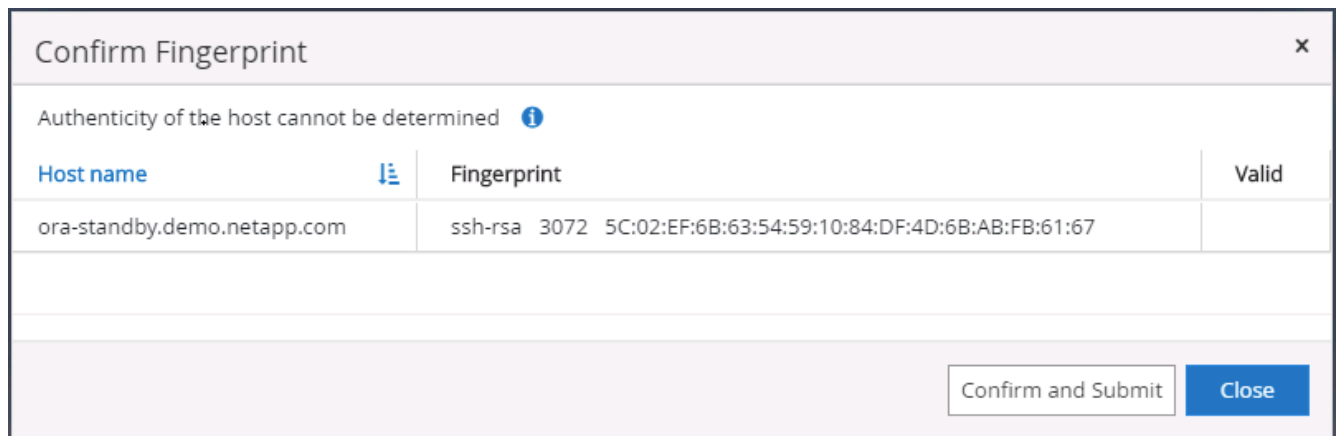 Confirm Fingerprint x
Authenticity of the host cannot be determined i
Host name Fingerprint Valid
ora-standby.demo.netapp.com ssh-rsa 3072 5C:02:EF:6B:63:54:59:10:84:DF:4D:6B:AB:FB:61:67
Confirm and Submit Close